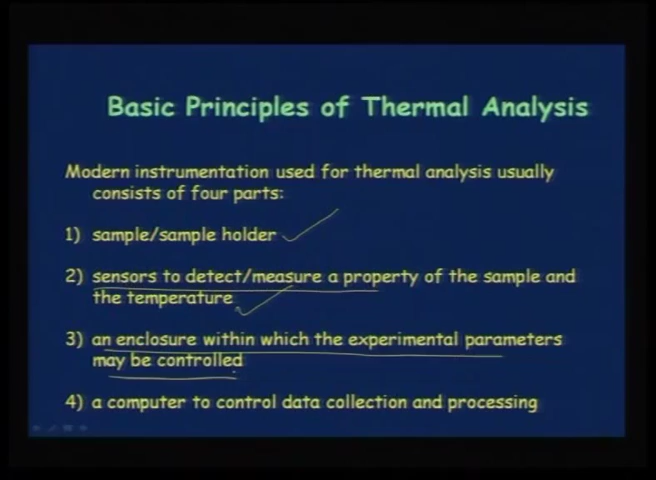 Basic Principles of Thermal Analysis
Modern instrumentation used for thermal analysis usually
consists of four parts:
1) sample/sample holder
2) sensors to detect/measure a property of the sample and
the temperature
3) an enclosure within which the experimental parameters
may be controlled
4) a computer to control data collection and processing